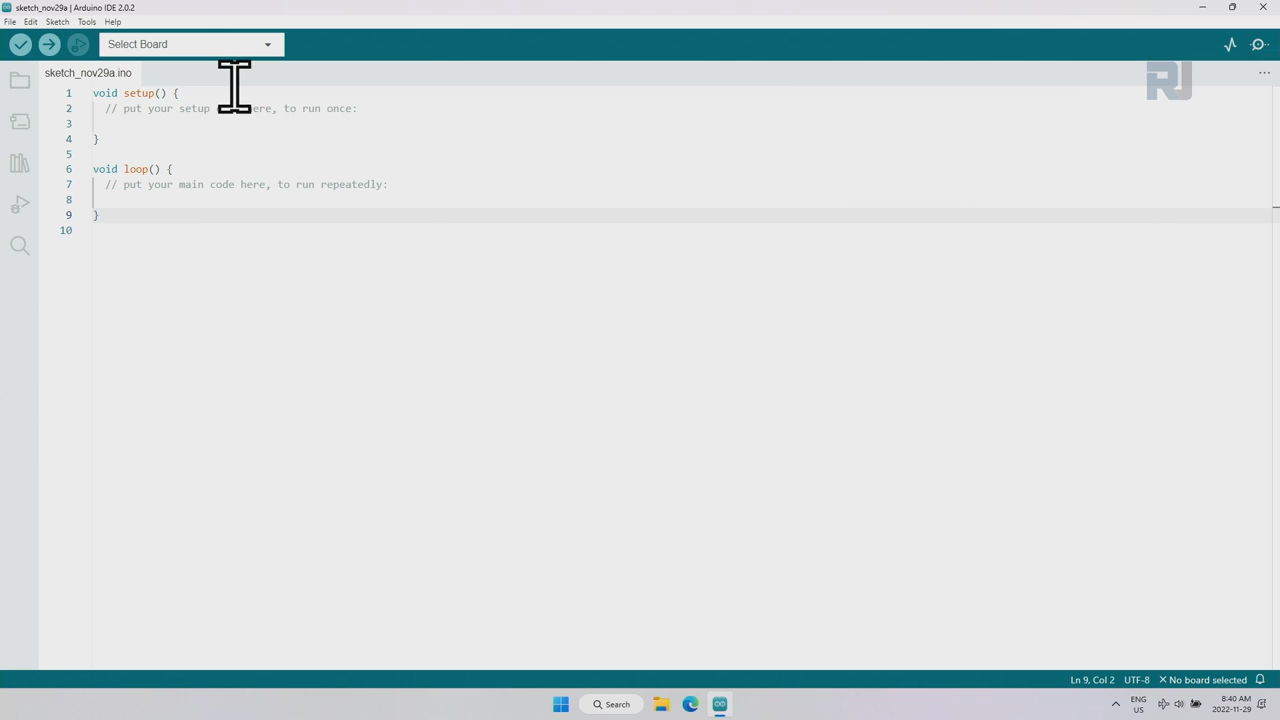 sketch_nov29a | Arduino IDE 2.0.2
File Edit Sketch Tools Help
Select Board
sketch_nov29a.ino
RJ
1 void setup() {
2 // put your setup ere, to run once:
3
4 }
5
6 void loop() {
7 // put your main code here, to run repeatedly:
8
9 }
10
Ln 9, Col 2 UTF-8 No board selected
Search
ENG
US
8:40 AM
2022-11-29